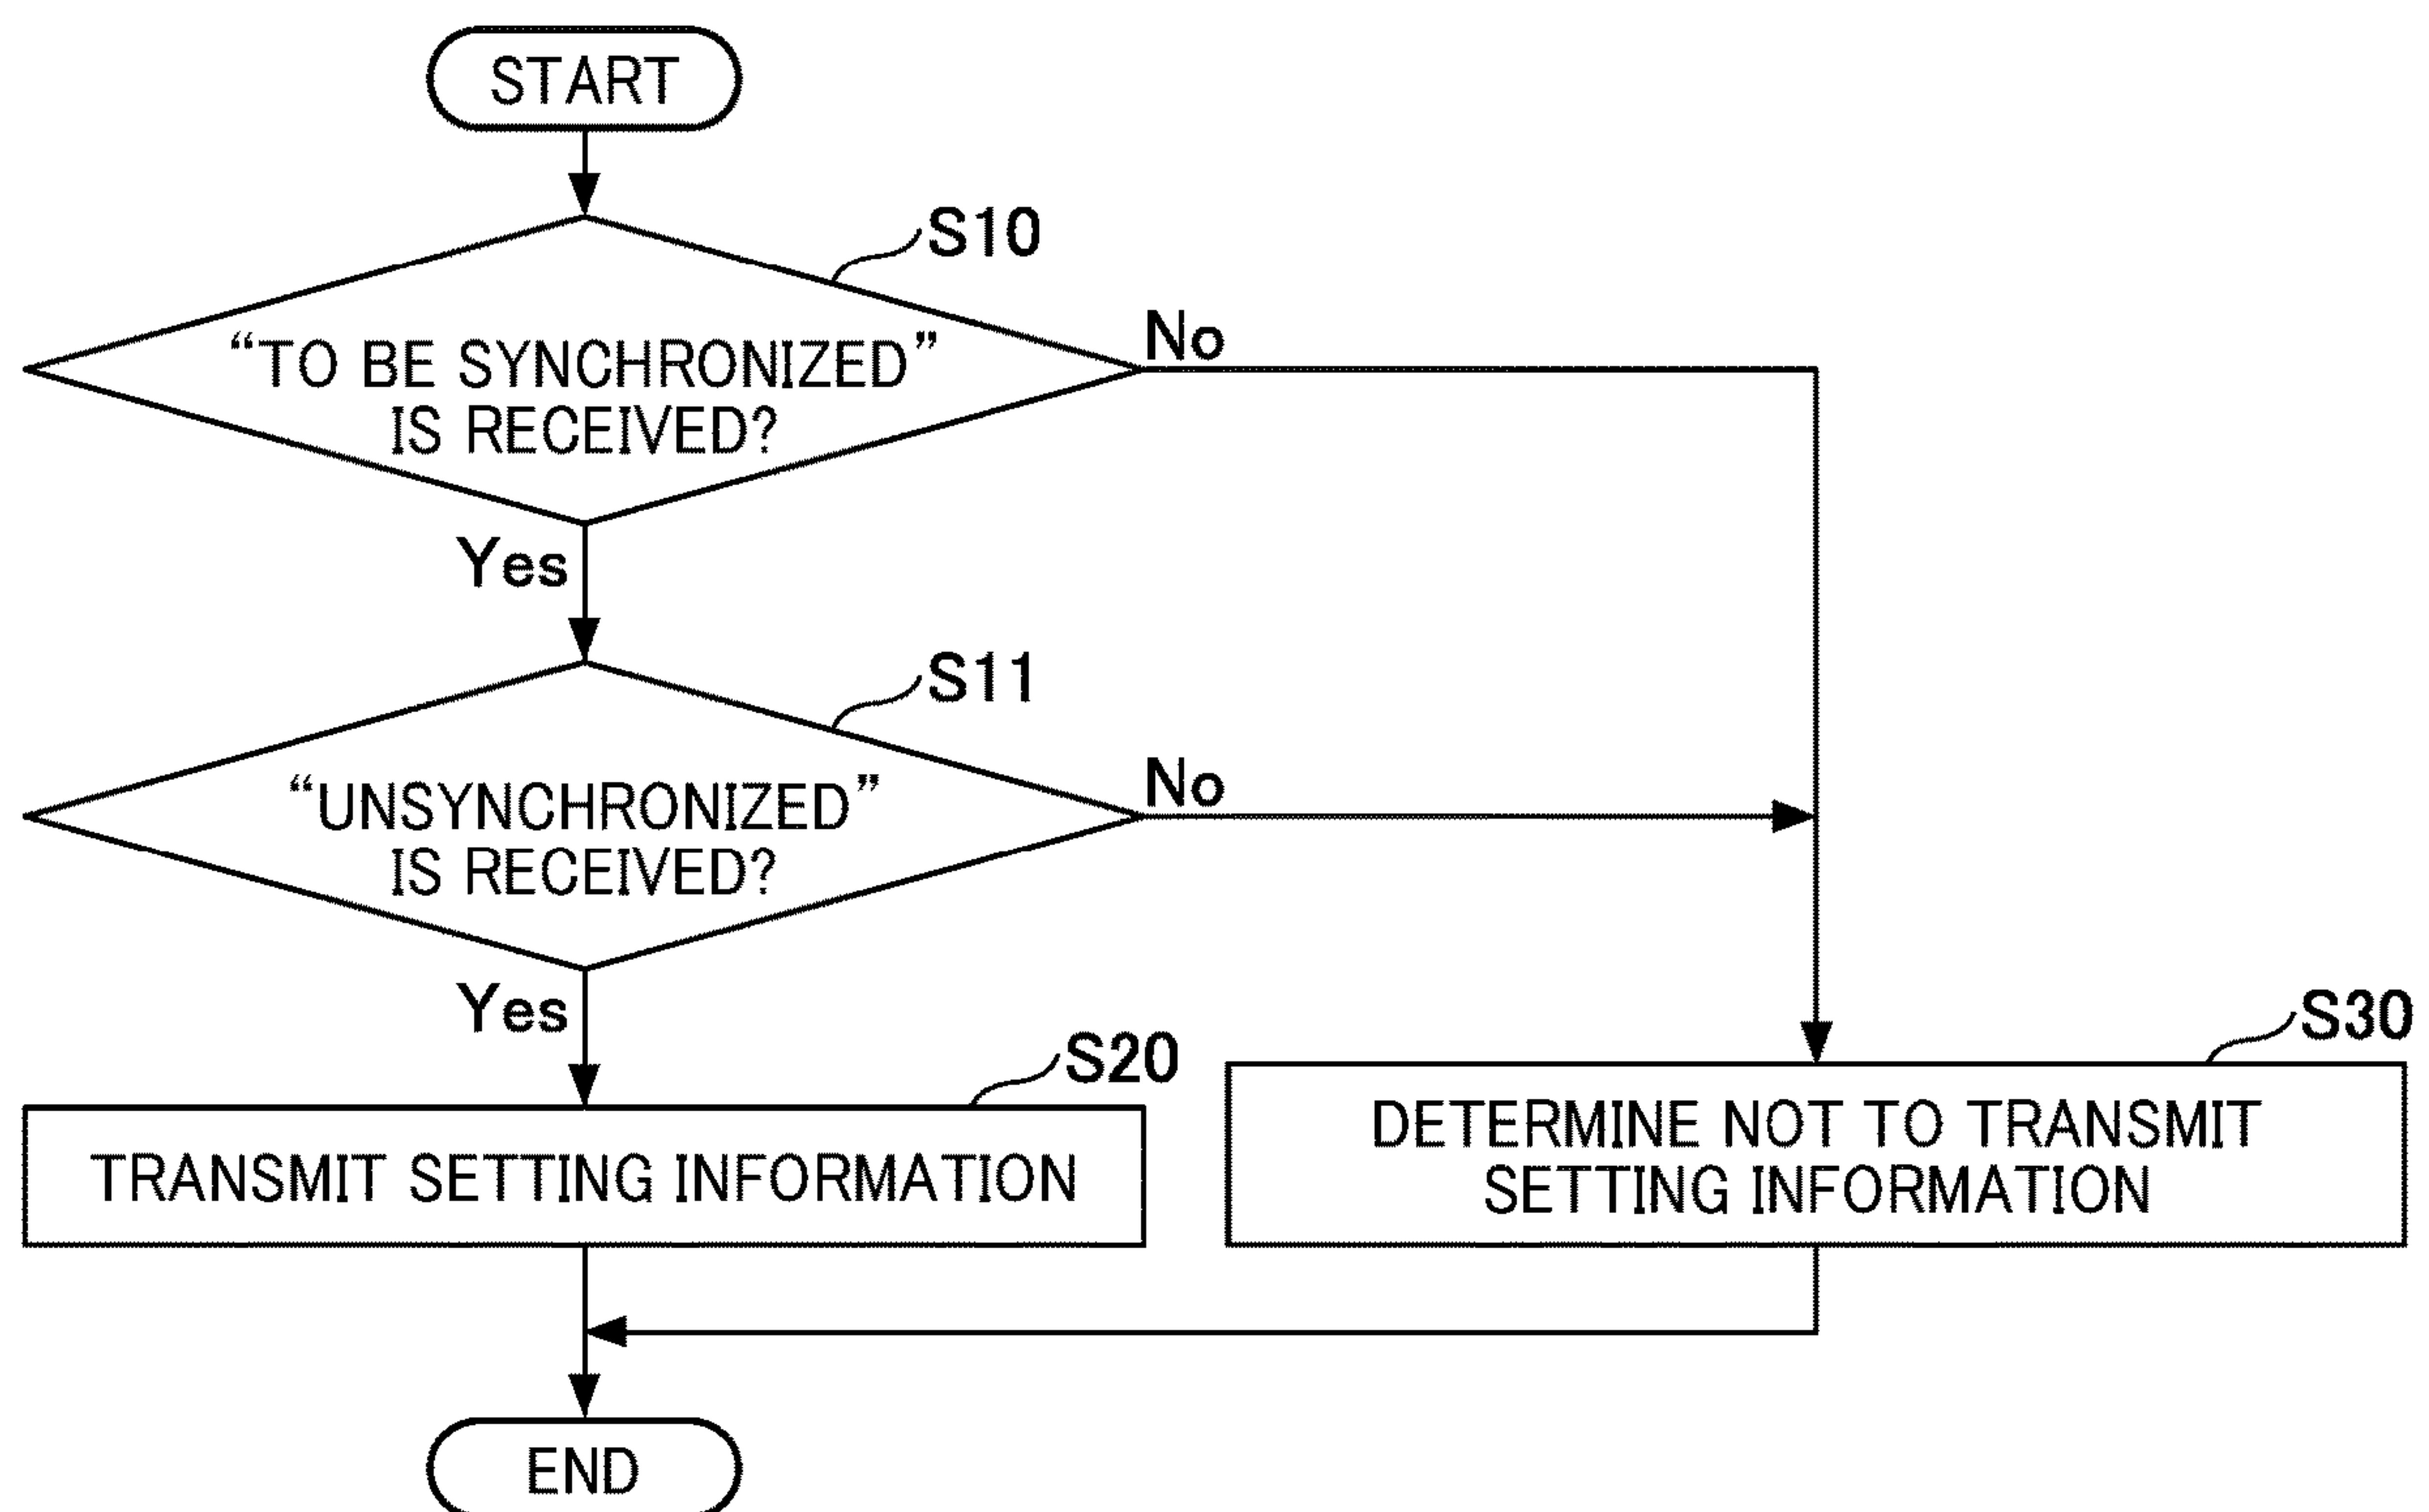 START
S10
“TO BE SYNCHRONIZED”
IS RECEIVED?
No
Yes
S11
“UNSYNCHRONIZED”
IS RECEIVED?
No
Yes
S20
TRANSMIT SETTING INFORMATION
S30
DETERMINE NOT TO TRANSMIT
SETTING INFORMATION
END